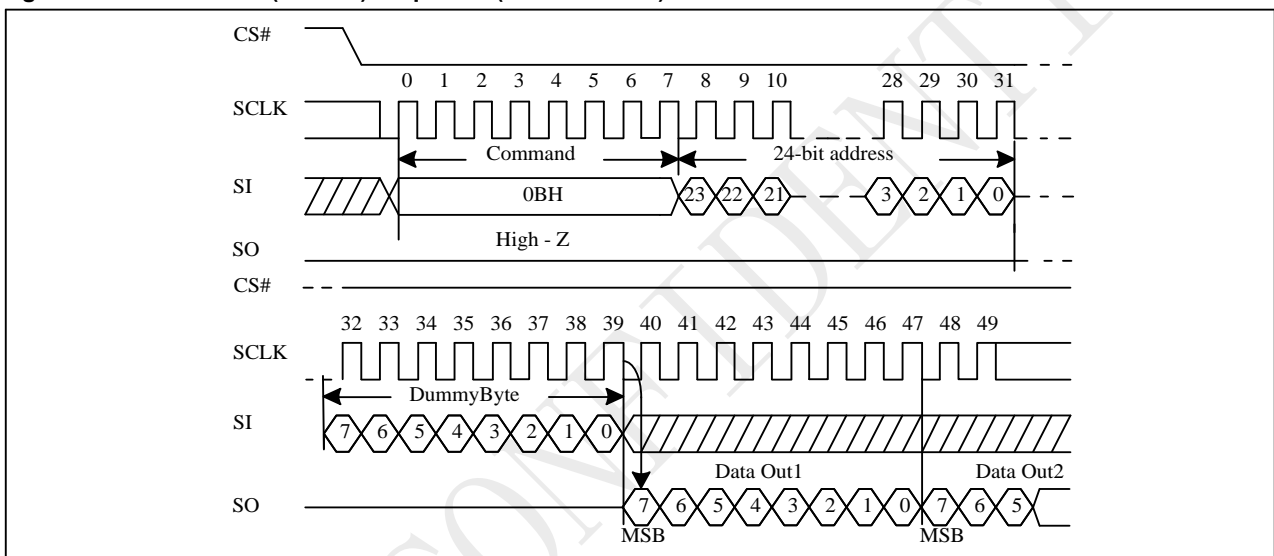 CS#
0 1 2 3 4 5 6 7 8 9 10 28 29 30 31
SCLK
Command 24-bit address
SI 0BH 23 22 21 3 2 1 0
High - Z
SO
CS#
32 33 34 35 36 37 38 39 40 41 42 43 44 45 46 47 48 49
SCLK
DummyByte
SI 7 6 5 4 3 2 1 0
Data Out1 Data Out2
SO 7 6 5 4 3 2 1 0 7 6 5
MSB MSB